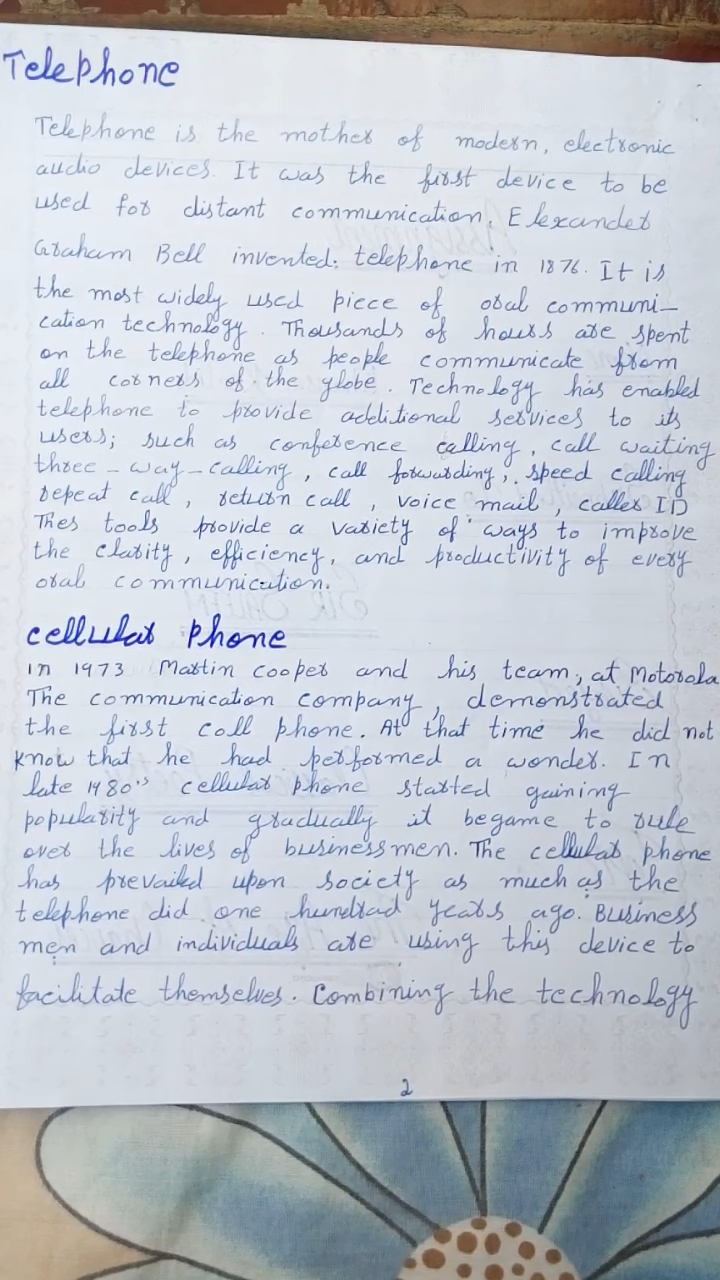 Telephone
Telephone is the mother of modern, electronic
audio devices. It was the first device to be
used for distant communication. Elexander
Graham Bell invented: telephone in 1876. It is
the most widely used piece of oral communi-
cation technology. Thousands of hours are spent
on the telephone as people communicate from
all corners of the globe. Technology has enabled
telephone to provide additional services to its
users; such as conference calling, call waiting
three-way-calling, call forwarding, speed calling
repeat call, return call, voice mail, caller ID
Thes tools provide a variety of ways to improve
the clarity, efficiency, and productivity of every
oral communication.
cellular phone
in 1973 Martin cooper and his team, at Motorola
The communication company, demonstrated
the first coll phone. At that time he did not
know that he had performed a wonder. In
late 1980's cellular phone started gaining
popularity and gradually it begame to rule
over the lives of businessmen. The cellular phone
has prevailed upon society as much as the
telephone did one hundrad years ago. Business
men and individuals are using this device to
facilitate themselves. Combining the technology
2